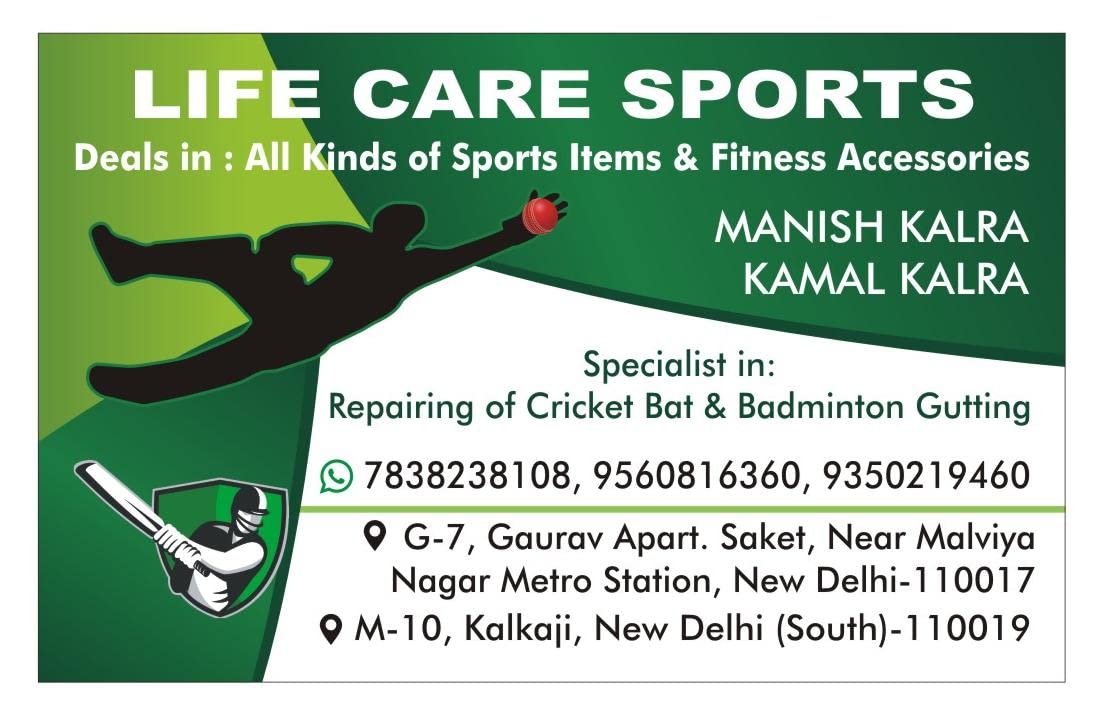 LIFE CARE SPORTS
Deals in : All Kinds of Sports Items & Fitness Accessories
MANISH KALRA
KAMAL KALRA
Specialist in:
Repairing of Cricket Bat & Badminton Gutting
7838238108, 9560816360, 9350219460
G-7, Gaurav Apart. Saket, Near Malviya
Nagar Metro Station, New Delhi-110017
M-10, Kalkaji, New Delhi (South)-110019